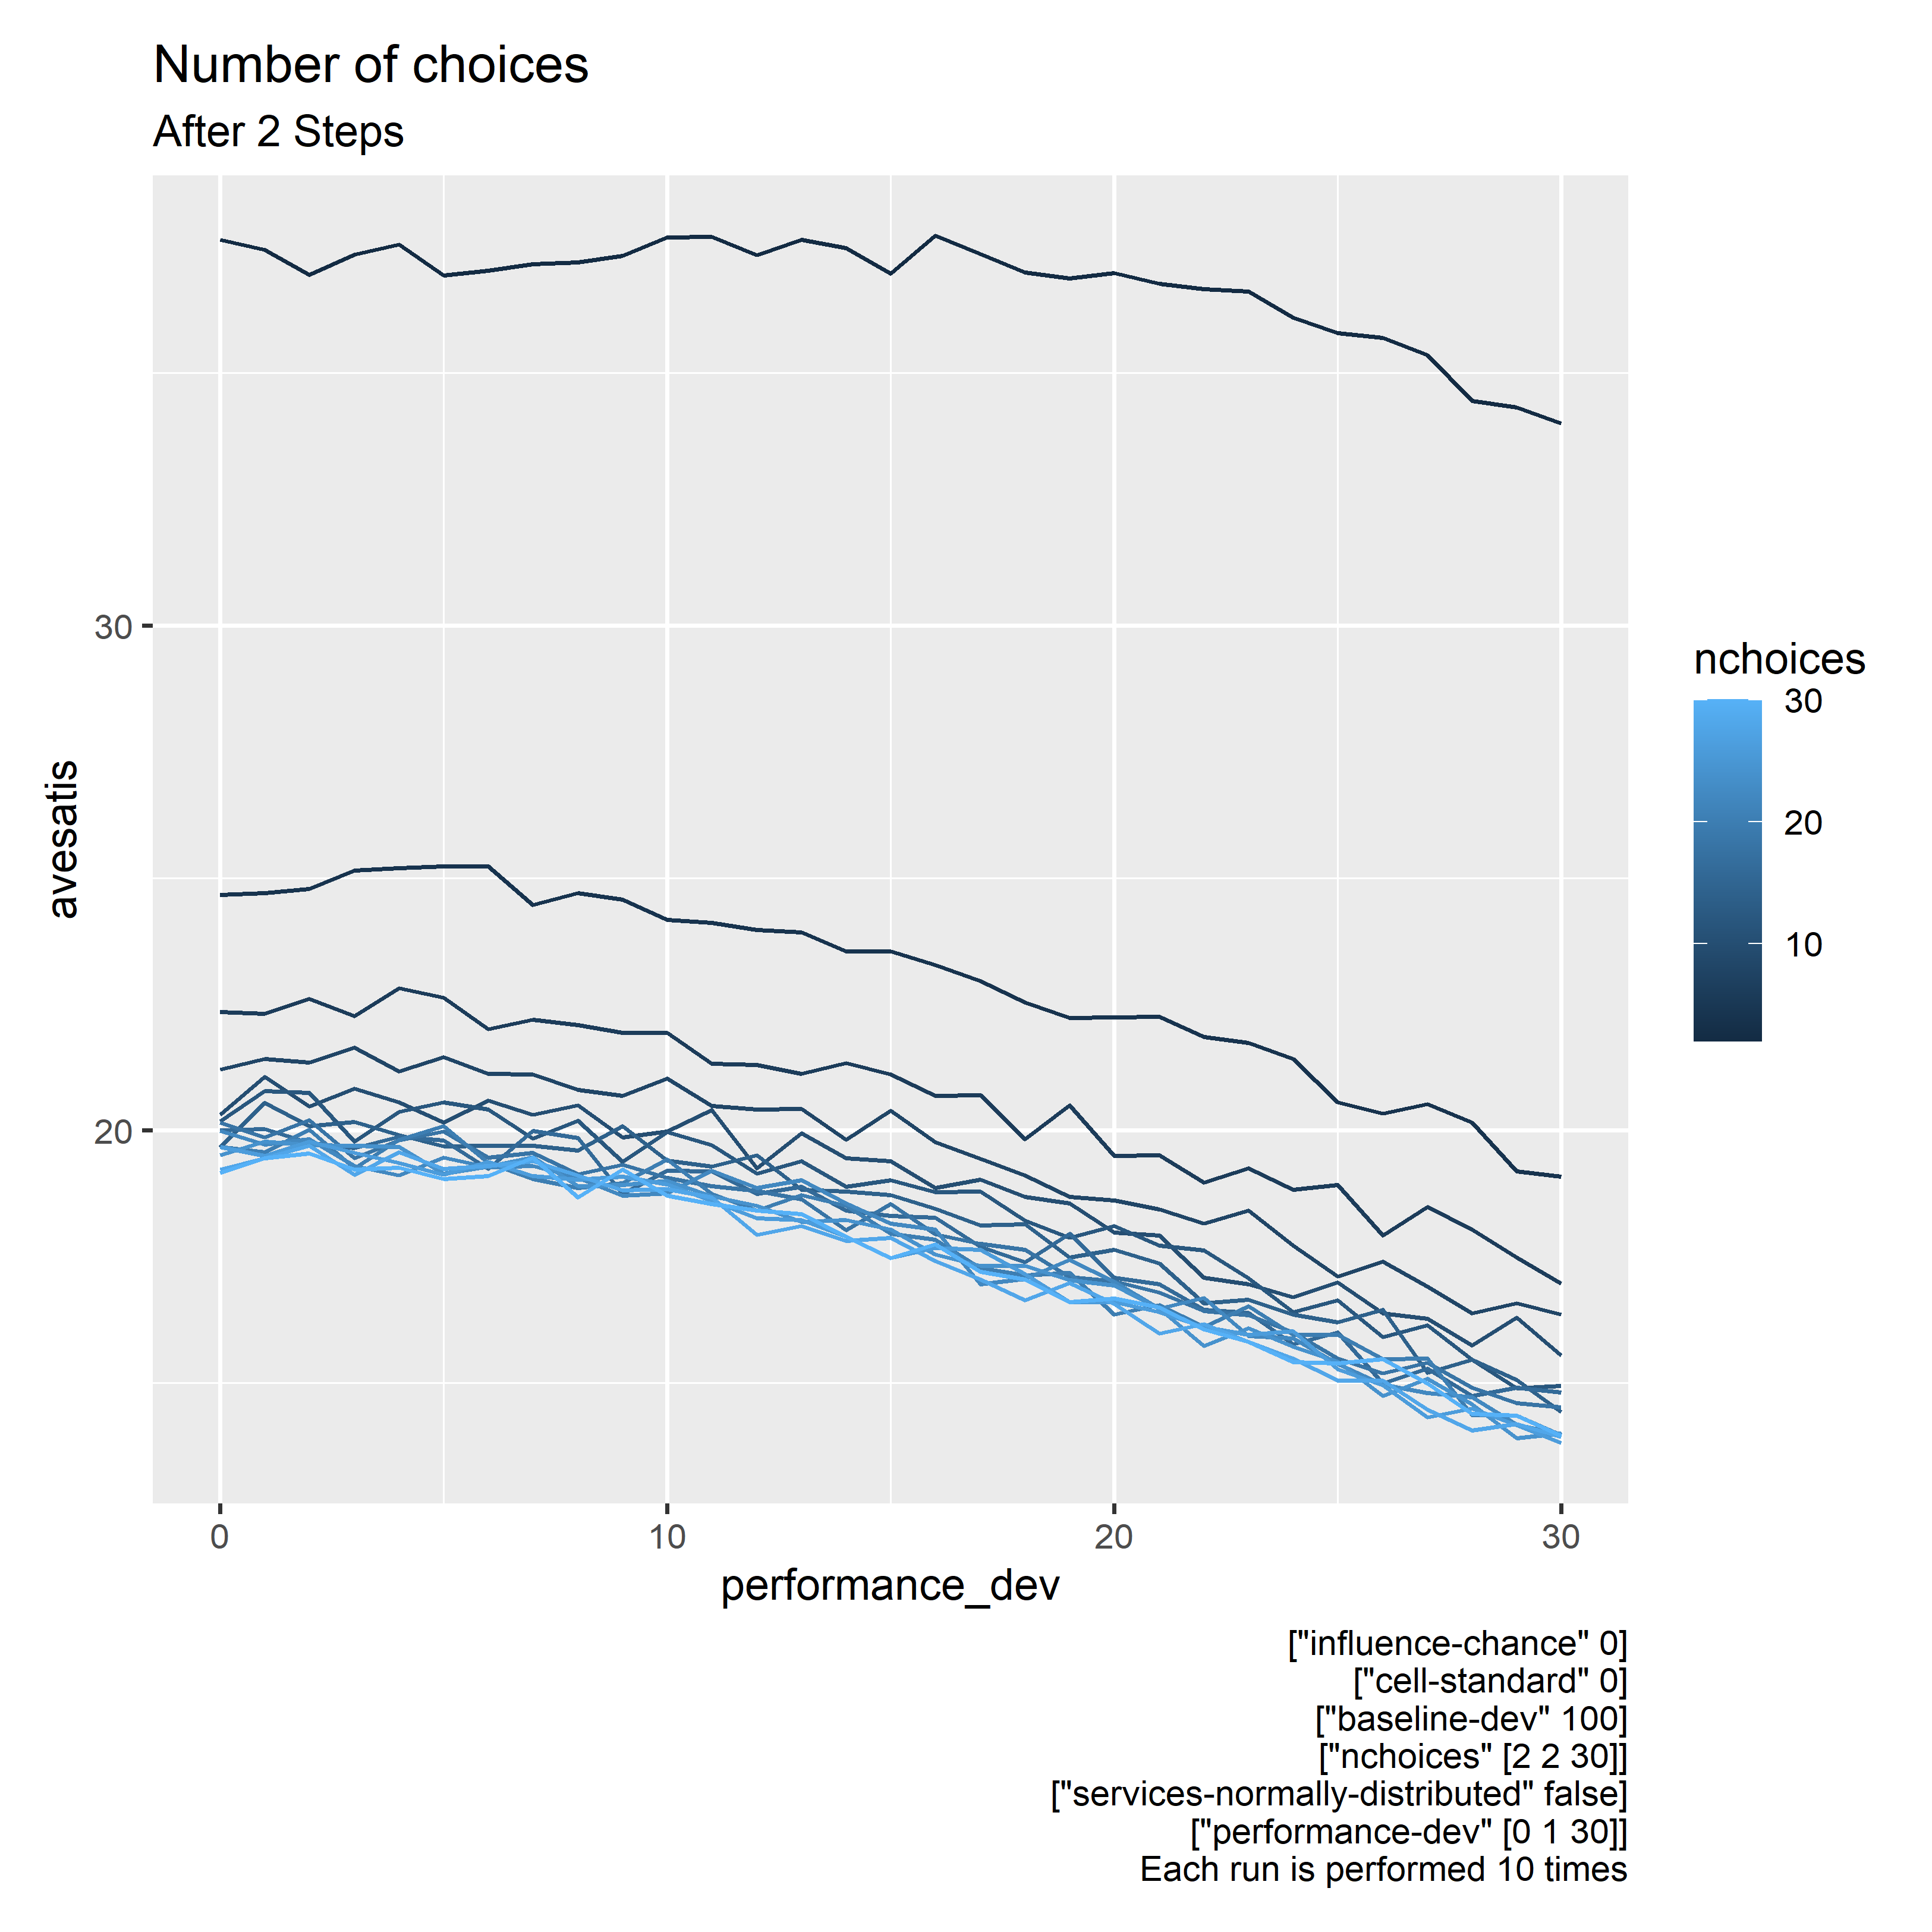 Number of choices
After 2 Steps
avesatis
30
20
0
10
20
30
performance_dev
nchoices
30
20
10
["influence-chance" 0]
["cell-standard" 0]
["baseline-dev" 100]
["nchoices" [2 2 30]]
["services-normally-distributed" false]
["performance-dev" [0 1 30]]
Each run is performed 10 times